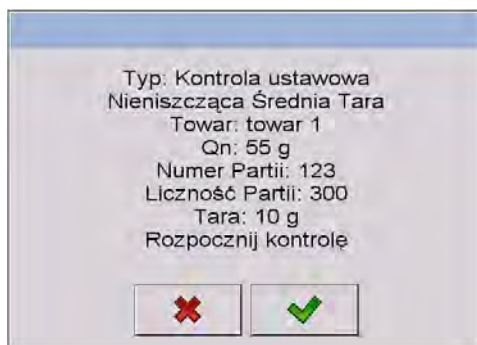 Typ: Kontrola ustawowa
Nieniszcząca Średnia Tara
Towar: towar 1
Qn: 55 g
Numer Partii: 123
Liczność Partii: 300
Tara: 10 g
Rozpocznij kontrolę